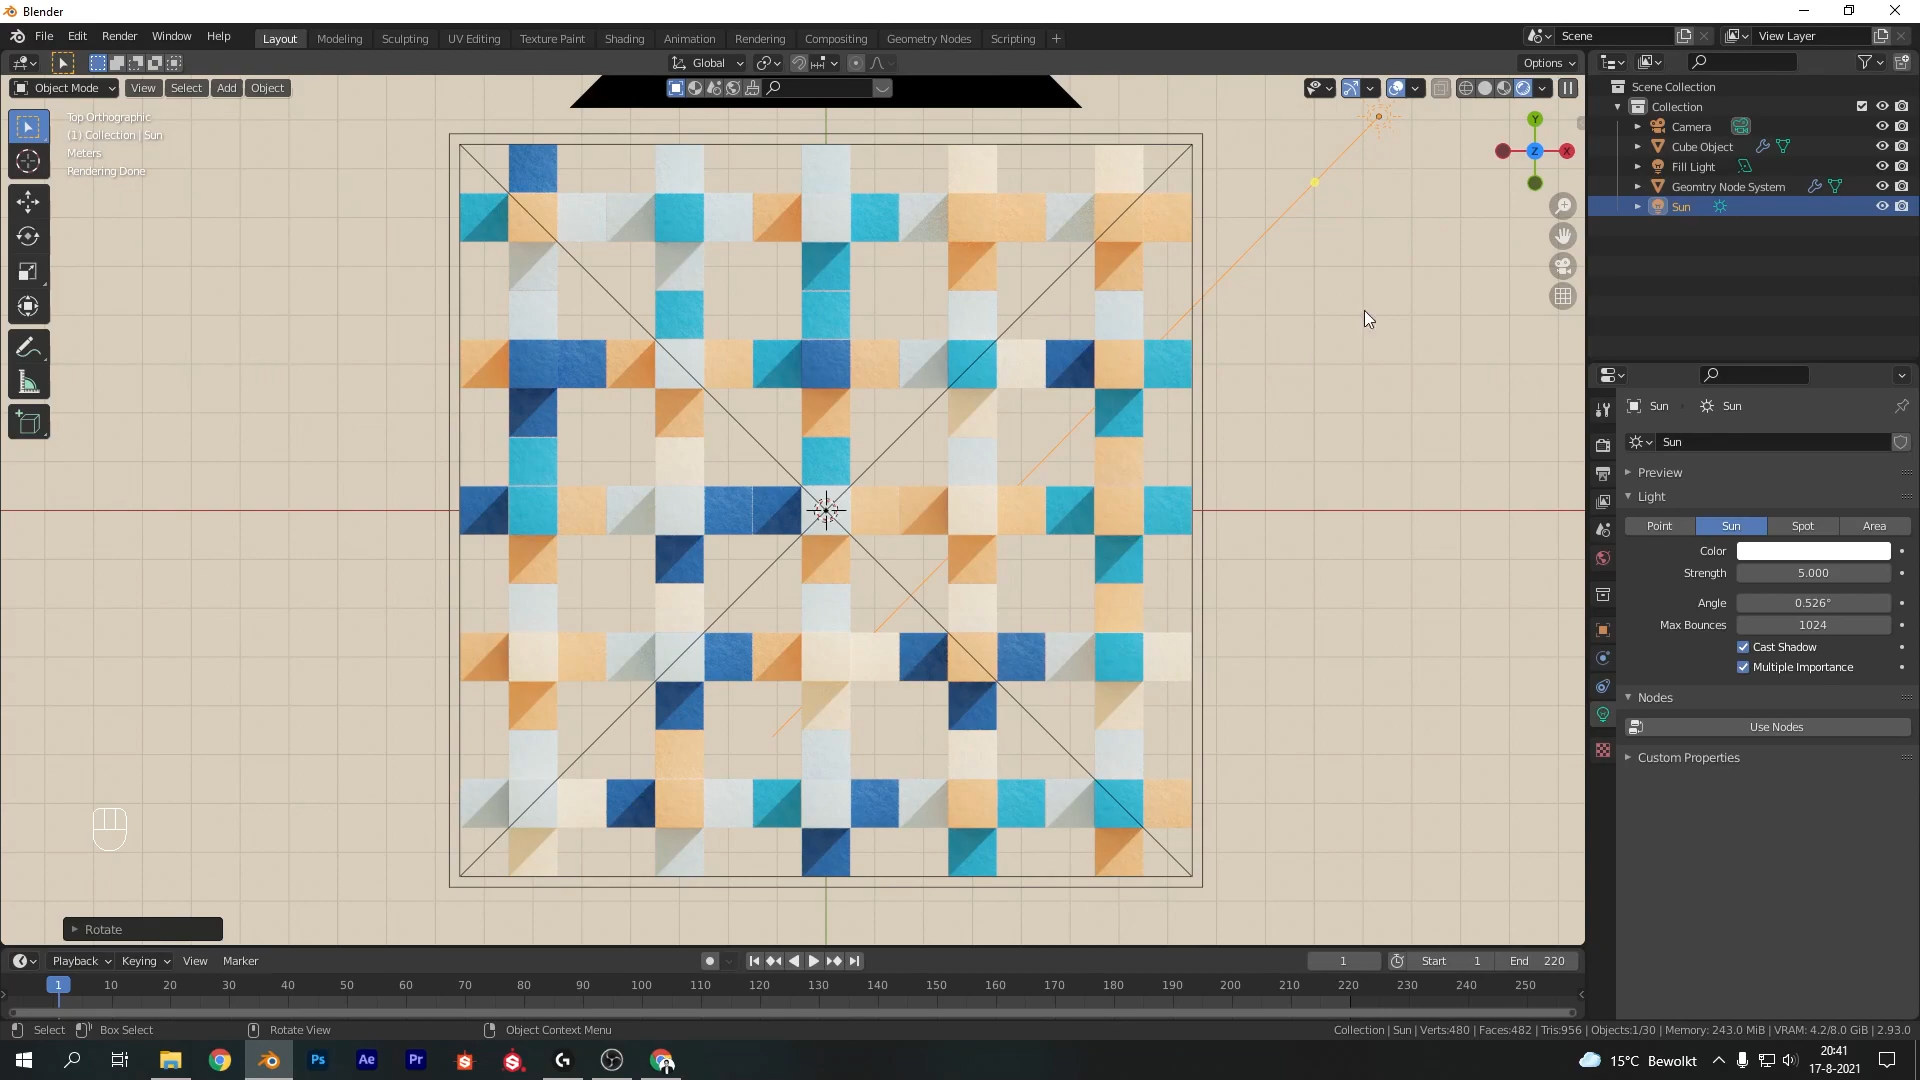 Blender
File Edit Render Window Help Layout Modeling Sculpting UV Editing Texture Paint Shading Animation Rendering Compositing Geometry Nodes Scripting + Scene View Layer
Global Options
Object Mode View Select Add Object
Top Orthographic
(1) Collection | Sun
Meters
Rendering Done
Y
Z X
Rotate
Scene Collection
Collection
Camera
Cube Object
Fill Light
Geomtry Node System
Sun
Sun Sun
Sun
Preview
Light
Point Sun Spot Area
Color
Strength 5.000
Angle 0.526°
Max Bounces 1024
Cast Shadow
Multiple Importance
Nodes
Use Nodes
Custom Properties
Playback Keying View Marker 1 Start 1 End 220
1 10 20 30 40 50 60 70 80 90 100 110 120 130 140 150 160 170 180 190 200 210 220 230 240 250
Select Box Select Rotate View Object Context Menu Collection | Sun | Verts:480 | Faces:482 | Tris:956 | Objects:1/30 | Memory: 243.0 MiB | VRAM: 4.2/8.0 GiB | 2.93.0
Ps Ae Pr 15°C Bewolkt 20:41
17-8-2021